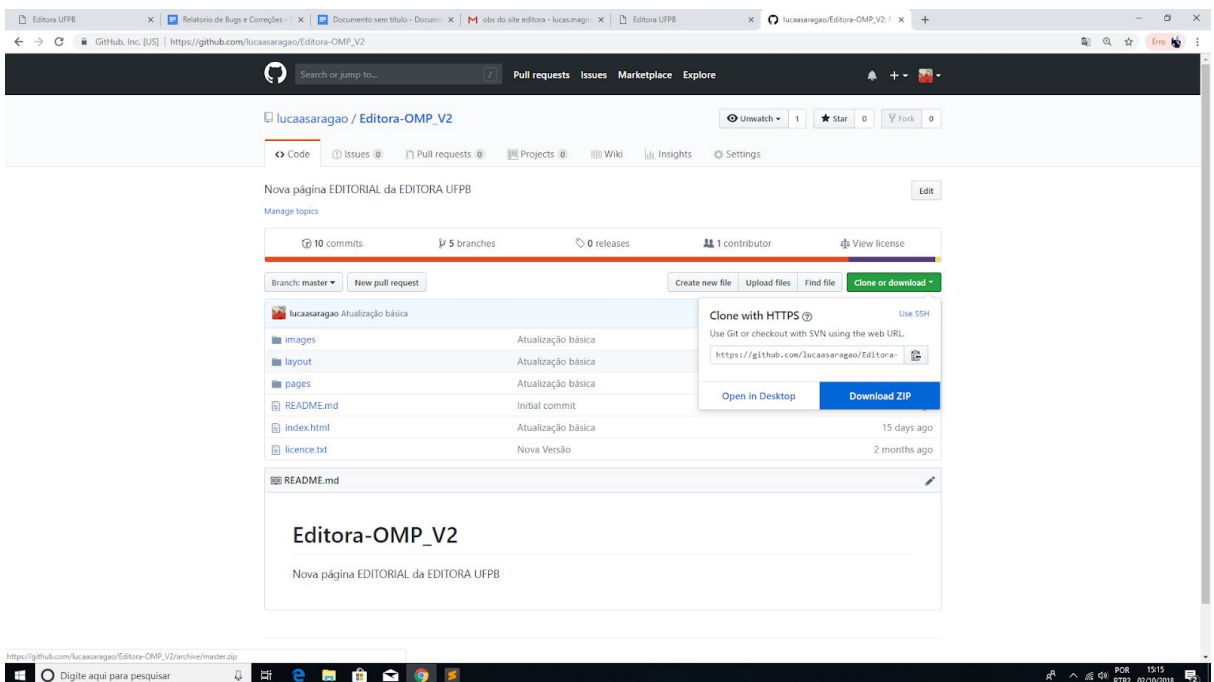 Editora UFPB
Relatorio de Bugs e Correções -
Documento sem título - Docume
obs do site editora - lucas.magn
Editora UFPB
lucaasaragao/Editora-OMP_V2: N
GitHub, Inc. [US] | https://github.com/lucaasaragao/Editora-OMP_V2
Erro
Search or jump to...
/
Pull requests Issues Marketplace Explore
lucaasaragao / Editora-OMP_V2
Unwatch 1 Star 0 Fork 0
Code Issues 0 Pull requests 0 Projects 0 Wiki Insights Settings
Nova página EDITORIAL da EDITORA UFPB
Edit
Manage topics
10 commits 5 branches 0 releases 1 contributor View license
Branch: master New pull request Create new file Upload files Find file Clone or download
lucaasaragao Atualização básica
images Atualização básica
layout Atualização básica
pages Atualização básica
README.md Initial commit
index.html Atualização básica 15 days ago
licence.txt Nova Versão 2 months ago
Clone with HTTPS Use SSH
Use Git or checkout with SVN using the web URL.
https://github.com/lucaasaragao/Editora-
Open in Desktop Download ZIP
README.md
Editora-OMP_V2
Nova página EDITORIAL da EDITORA UFPB
https://github.com/lucaasaragao/Editora-OMP_V2/archive/master.zip
Digite aqui para pesquisar
POR 15:15
PTB2 02/10/2018